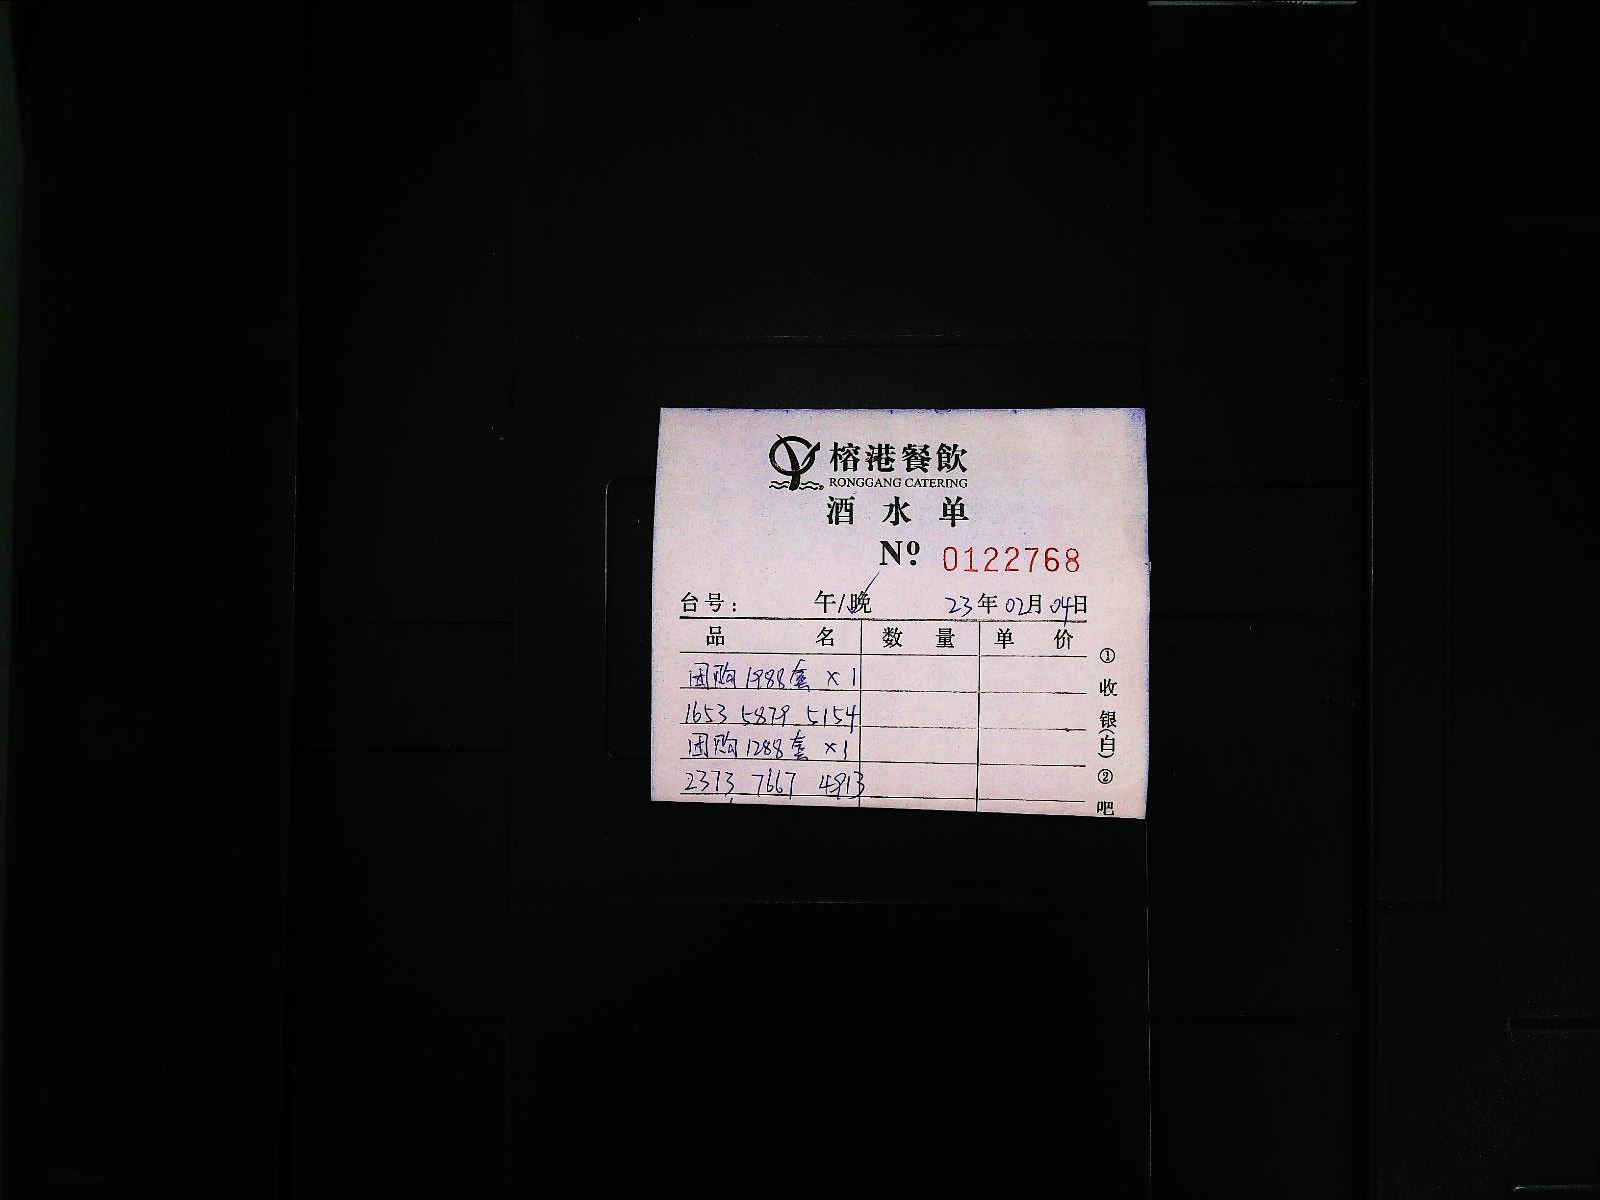 榕港餐飲
RONGGANG CATERING
酒水单
Nº. 0122768
台号： 午/晚 23年02月04日
品名 数量 单价
团购1988套 x1
1653 5879 5154
团购1288套 x1
2373 7667 4913
①收银(白)②吧